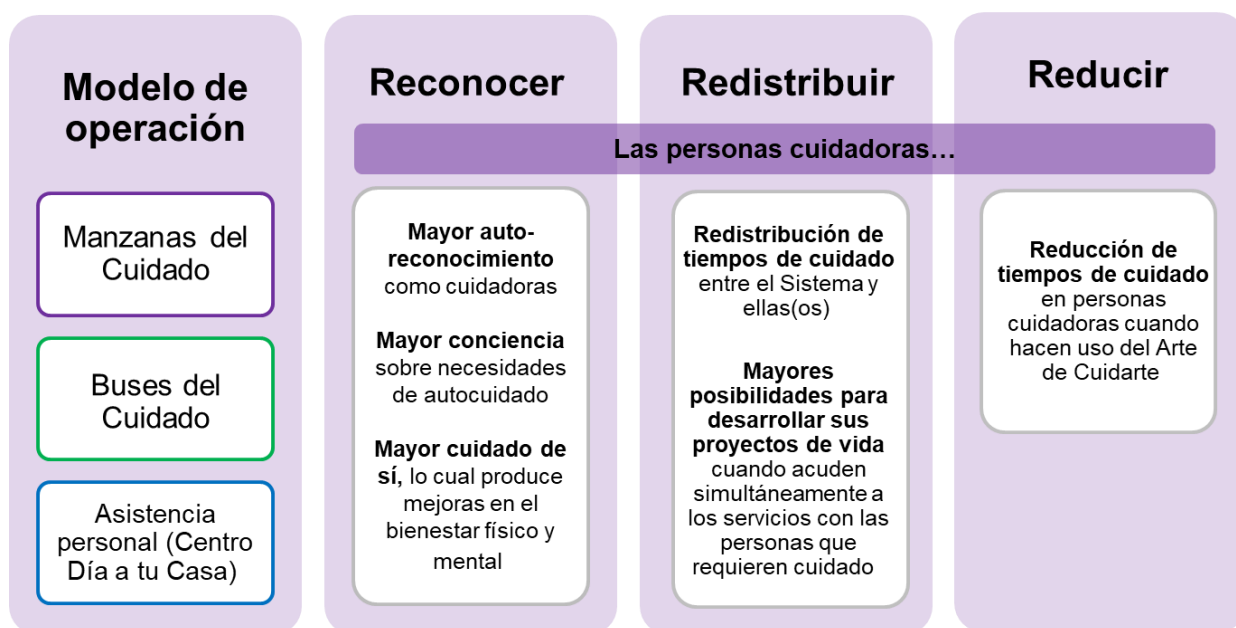 Modelo de
operación
Manzanas del
Cuidado
Buses del
Cuidado
Asistencia
personal (Centro
Día a tu Casa)
Reconocer
Redistribuir
Reducir
Las personas cuidadoras…
Mayor auto-
reconocimiento
como cuidadoras
Mayor conciencia
sobre necesidades
de autocuidado
Mayor cuidado de
sí, lo cual produce
mejoras en el
bienestar físico y
mental
Redistribución de
tiempos de cuidado
entre el Sistema y
ellas(os)
Mayores
posibilidades para
desarrollar sus
proyectos de vida
cuando acuden
simultáneamente a
los servicios con las
personas que
requieren cuidado
Reducción de
tiempos de cuidado
en personas
cuidadoras cuando
hacen uso del Arte
de Cuidarte